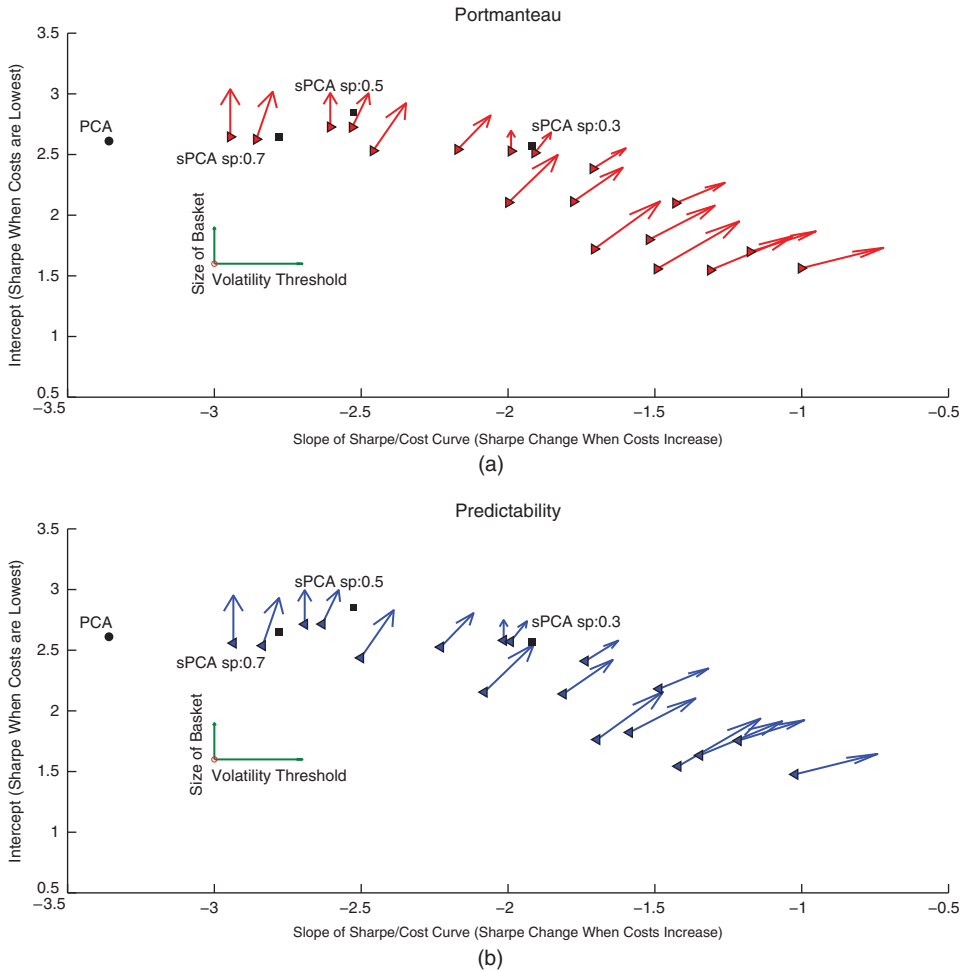 Portmanteau
3.5
3
2.5
2
1.5
1
0.5
Intercept (Sharpe When Costs are Lowest)
PCA
sPCA sp:0.7
sPCA sp:0.5
sPCA sp:0.3
Size of Basket
Volatility Threshold
−3.5
−3
−2.5
−2
−1.5
−1
−0.5
Slope of Sharpe/Cost Curve (Sharpe Change When Costs Increase)
(a)
Predictability
3.5
3
2.5
2
1.5
1
0.5
Intercept (Sharpe When Costs are Lowest)
PCA
sPCA sp:0.7
sPCA sp:0.5
sPCA sp:0.3
Size of Basket
Volatility Threshold
−3.5
−3
−2.5
−2
−1.5
−1
−0.5
Slope of Sharpe/Cost Curve (Sharpe Change When Costs Increase)
(b)